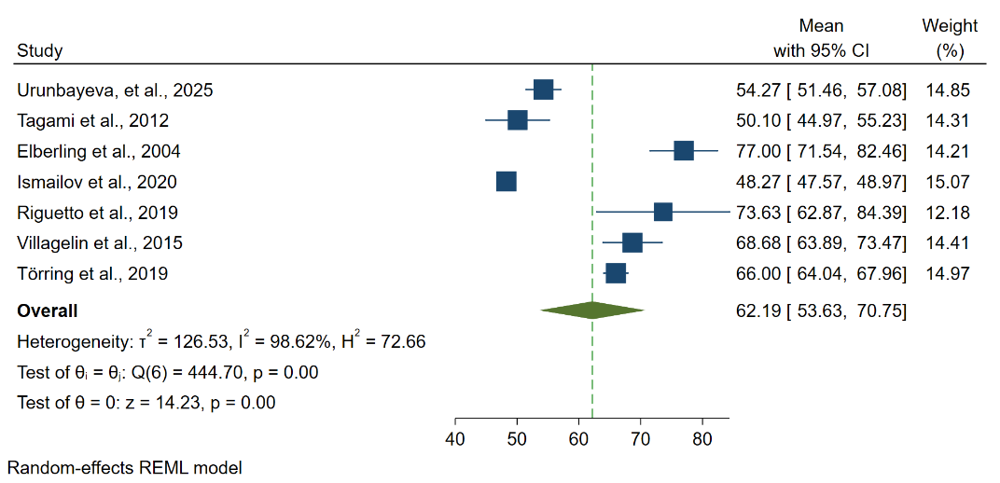 Mean Weight
Study with 95% CI (%)
Urunbayeva, et al., 2025 54.27 [ 51.46, 57.08] 14.85
Tagami et al., 2012 50.10 [ 44.97, 55.23] 14.31
Elberling et al., 2004 77.00 [ 71.54, 82.46] 14.21
Ismailov et al., 2020 48.27 [ 47.57, 48.97] 15.07
Riguetto et al., 2019 73.63 [ 62.87, 84.39] 12.18
Villagelin et al., 2015 68.68 [ 63.89, 73.47] 14.41
Törring et al., 2019 66.00 [ 64.04, 67.96] 14.97
Overall 62.19 [ 53.63, 70.75]
Heterogeneity: τ² = 126.53, I² = 98.62%, H² = 72.66
Test of θᵢ = θⱼ: Q(6) = 444.70, p = 0.00
Test of θ = 0: z = 14.23, p = 0.00
40 50 60 70 80
Random-effects REML model